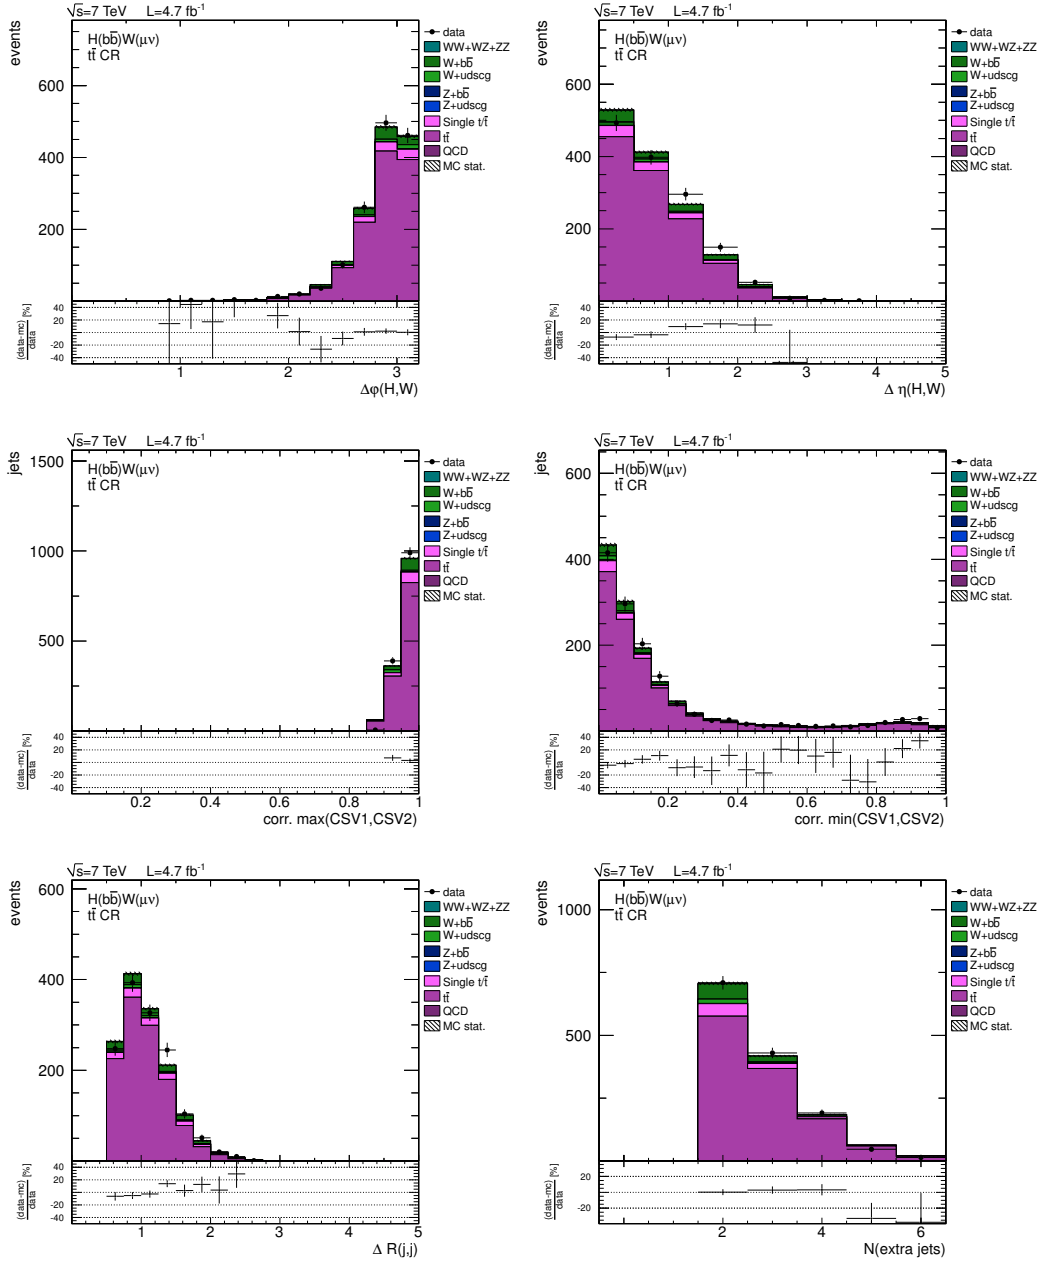 √s=7 TeV L=4.7 fb⁻¹
events
H(bb̅)W(μν)
tt̅ CR
data
WW+WZ+ZZ
W+bb̅
W+udscg
Z+bb̅
Z+udscg
Single t/t̅
tt̅
QCD
MC stat.
600
400
200
(data-mc)/data [%]
40
20
0
-20
-40
1 2 3
Δφ(H,W)
√s=7 TeV L=4.7 fb⁻¹
events
H(bb̅)W(μν)
tt̅ CR
data
WW+WZ+ZZ
W+bb̅
W+udscg
Z+bb̅
Z+udscg
Single t/t̅
tt̅
QCD
MC stat.
600
400
200
(data-mc)/data [%]
40
20
0
-20
-40
1 2 3 4 5
Δ η(H,W)
√s=7 TeV L=4.7 fb⁻¹
jets
H(bb̅)W(μν)
tt̅ CR
data
WW+WZ+ZZ
W+bb̅
W+udscg
Z+bb̅
Z+udscg
Single t/t̅
tt̅
QCD
MC stat.
1500
1000
500
(data-mc)/data [%]
40
20
0
-20
-40
0.2 0.4 0.6 0.8 1
corr. max(CSV1,CSV2)
√s=7 TeV L=4.7 fb⁻¹
jets
H(bb̅)W(μν)
tt̅ CR
data
WW+WZ+ZZ
W+bb̅
W+udscg
Z+bb̅
Z+udscg
Single t/t̅
tt̅
QCD
MC stat.
600
400
200
(data-mc)/data [%]
40
20
0
-20
-40
0.2 0.4 0.6 0.8 1
corr. min(CSV1,CSV2)
√s=7 TeV L=4.7 fb⁻¹
events
H(bb̅)W(μν)
tt̅ CR
data
WW+WZ+ZZ
W+bb̅
W+udscg
Z+bb̅
Z+udscg
Single t/t̅
tt̅
QCD
MC stat.
600
400
200
(data-mc)/data [%]
40
20
0
-20
-40
1 2 3 4 5
Δ R(j,j)
√s=7 TeV L=4.7 fb⁻¹
events
H(bb̅)W(μν)
tt̅ CR
data
WW+WZ+ZZ
W+bb̅
W+udscg
Z+bb̅
Z+udscg
Single t/t̅
tt̅
QCD
MC stat.
1000
500
(data-mc)/data [%]
20
0
-20
2 4 6
N(extra jets)